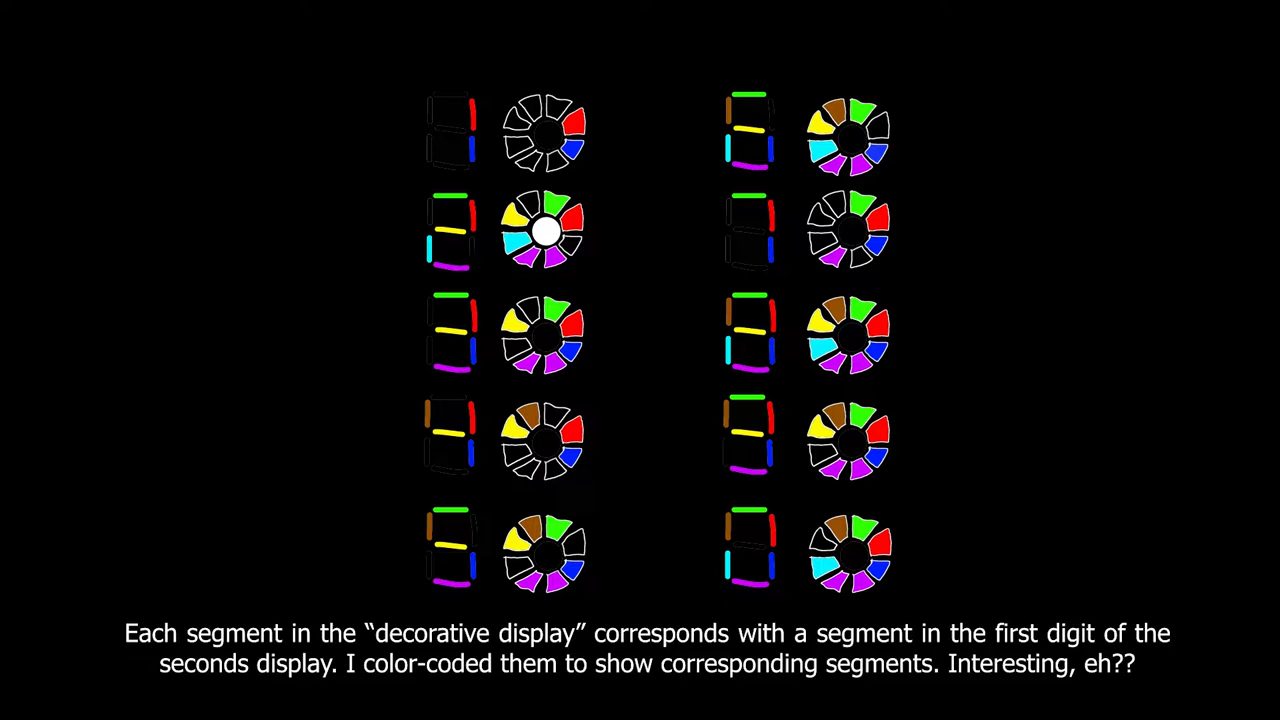 Each segment in the “decorative display” corresponds with a segment in the first digit of the
seconds display. I color-coded them to show corresponding segments. Interesting, eh??